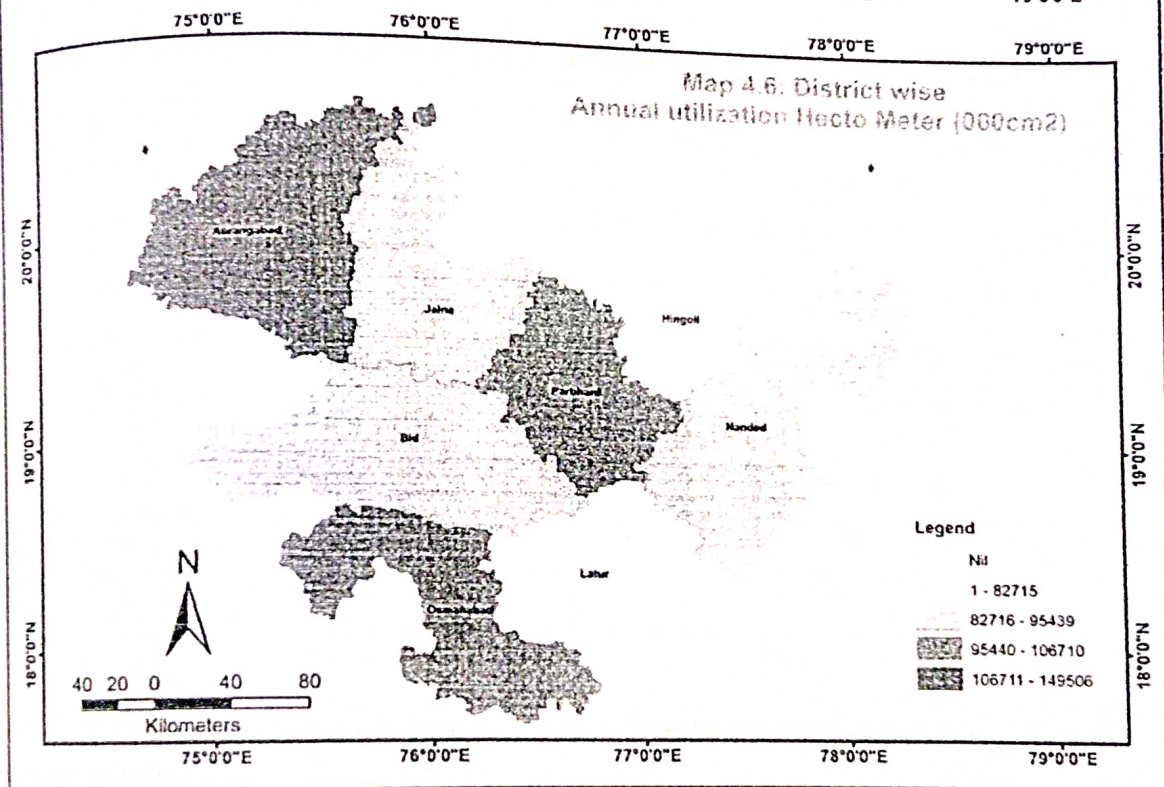 75°0'0"E 76°0'0"E 77°0'0"E 78°0'0"E 79°0'0"E
Map 4.6. District wise
Annual utilization Hecto Meter (000cm2)
20°0'0"N
20°0'0"N
Aurangabad
Jalna
Hingoli
Parbhani
Nanded
Bid
19°0'0"N
19°0'0"N
Latur
Osmanabad
18°0'0"N
18°0'0"N
N
40 20 0 40 80
Kilometers
Legend
Nil
1 - 82715
82716 - 95439
95440 - 106710
106711 - 149506
75°0'0"E 76°0'0"E 77°0'0"E 78°0'0"E 79°0'0"E